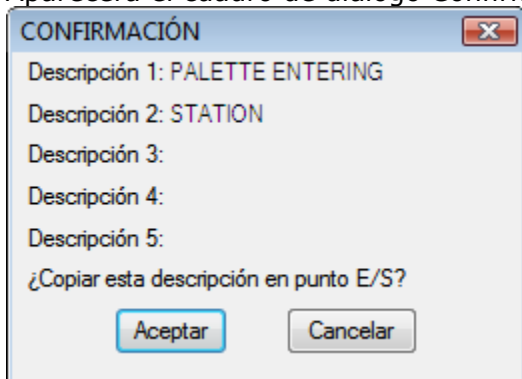 CONFIRMACIÓN
Descripción 1: PALETTE ENTERING
Descripción 2: STATION
Descripción 3:
Descripción 4:
Descripción 5:
¿Copiar esta descripción en punto E/S?
Aceptar Cancelar